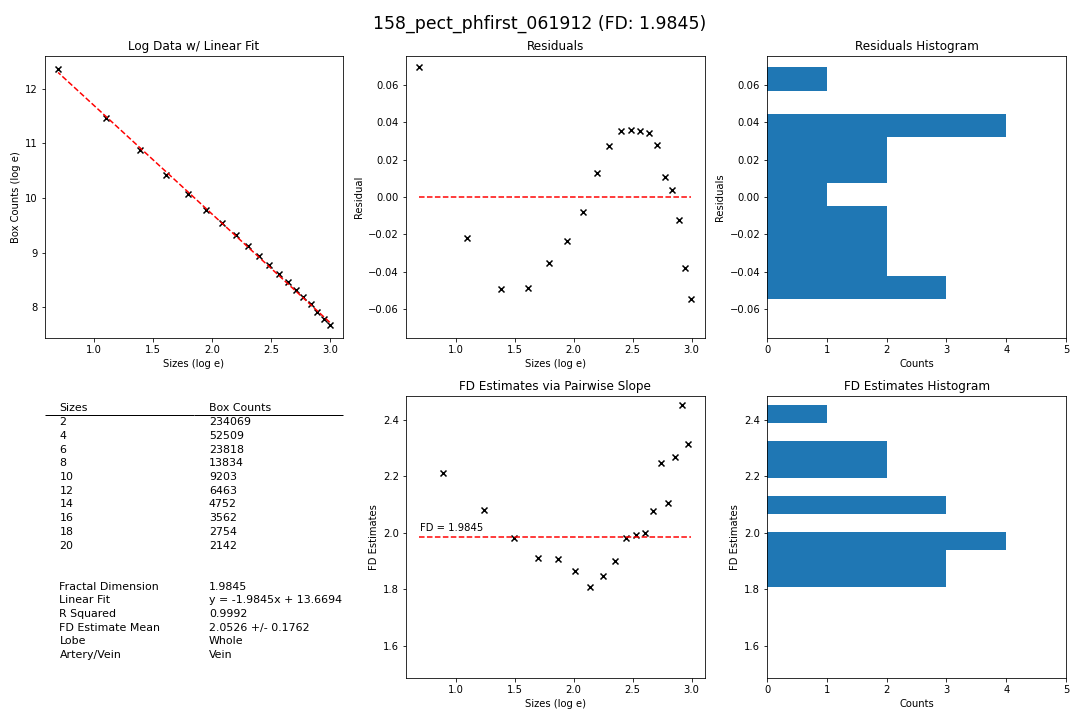 158_pect_phfirst_061912 (FD: 1.9845)
Log Data w/ Linear Fit
Box Counts (log e)
12
11
10
9
8
1.0 1.5 2.0 2.5 3.0
Sizes (log e)
Residuals
Residual
0.06
0.04
0.02
0.00
−0.02
−0.04
−0.06
1.0 1.5 2.0 2.5 3.0
Sizes (log e)
Residuals Histogram
Residuals
0.06
0.04
0.02
0.00
−0.02
−0.04
−0.06
0 1 2 3 4 5
Counts
Sizes Box Counts
2 234069
4 52509
6 23818
8 13834
10 9203
12 6463
14 4752
16 3562
18 2754
20 2142
Fractal Dimension 1.9845
Linear Fit y = -1.9845x + 13.6694
R Squared 0.9992
FD Estimate Mean 2.0526 +/- 0.1762
Lobe Whole
Artery/Vein Vein
FD Estimates via Pairwise Slope
FD Estimates
2.4
2.2
2.0
1.8
1.6
FD = 1.9845
1.0 1.5 2.0 2.5 3.0
Sizes (log e)
FD Estimates Histogram
FD Estimates
2.4
2.2
2.0
1.8
1.6
0 1 2 3 4 5
Counts